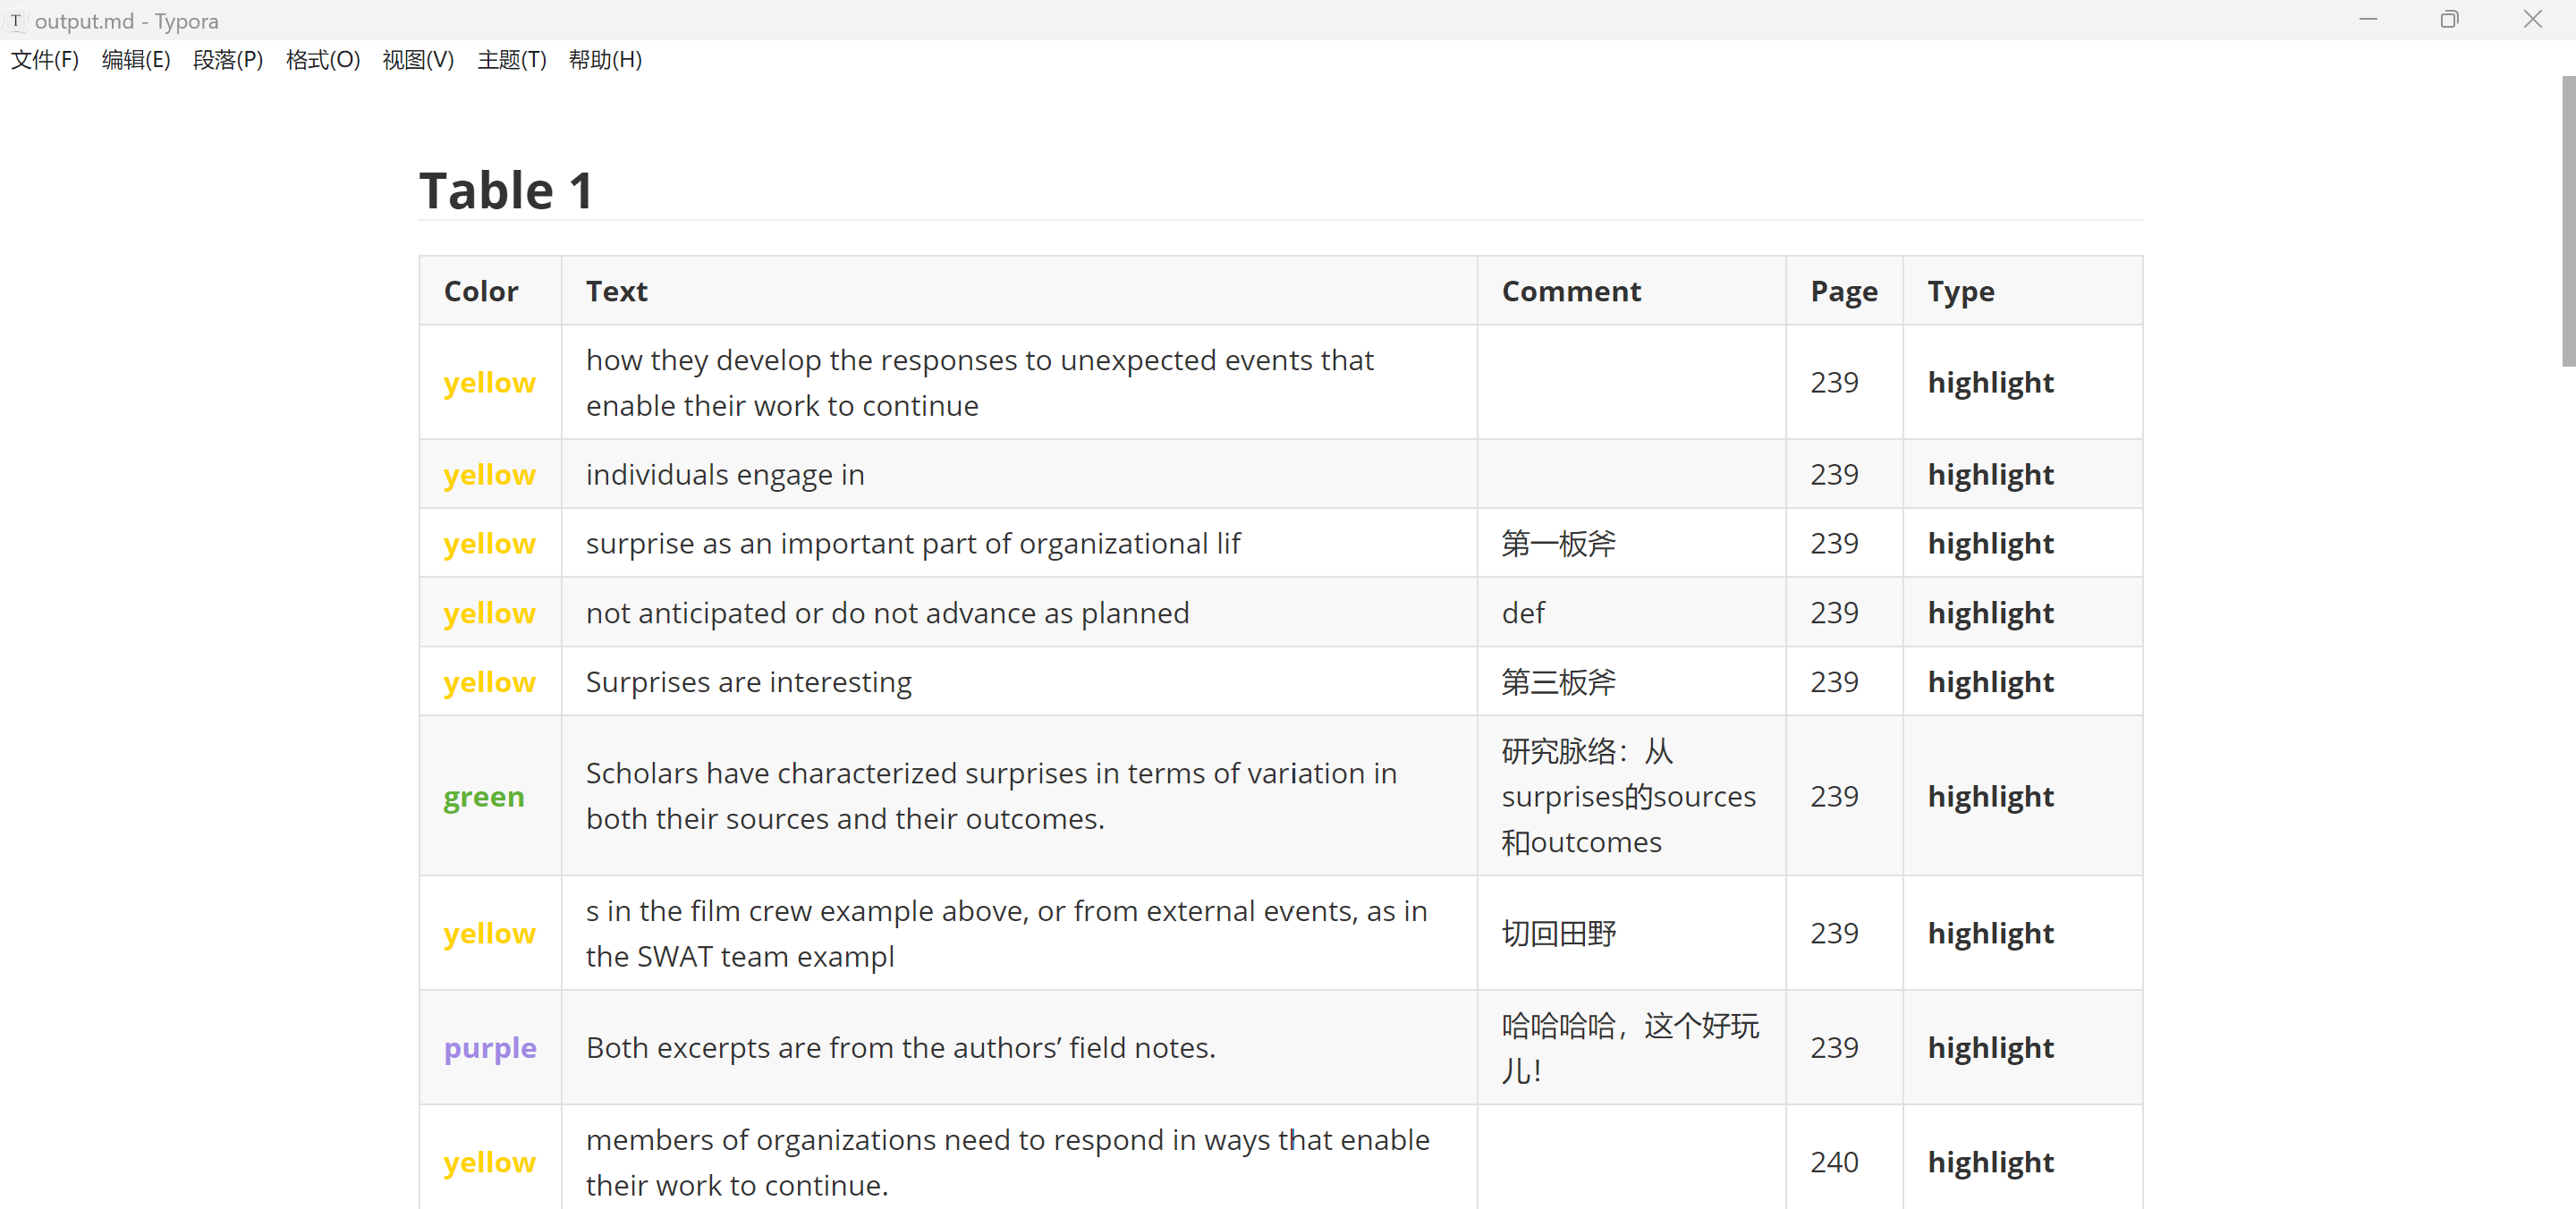 output.md - Typora
文件(F) 编辑(E) 段落(P) 格式(O) 视图(V) 主题(T) 帮助(H)
Table 1
Color Text Comment Page Type
yellow how they develop the responses to unexpected events that
enable their work to continue 239 highlight
yellow individuals engage in 239 highlight
yellow surprise as an important part of organizational lif 第一板斧 239 highlight
yellow not anticipated or do not advance as planned def 239 highlight
yellow Surprises are interesting 第三板斧 239 highlight
green Scholars have characterized surprises in terms of variation in
both their sources and their outcomes. 研究脉络：从
surprises的sources
和outcomes 239 highlight
yellow s in the film crew example above, or from external events, as in
the SWAT team exampl 切回田野 239 highlight
purple Both excerpts are from the authors’ field notes. 哈哈哈哈，这个好玩
儿！ 239 highlight
yellow members of organizations need to respond in ways that enable
their work to continue. 240 highlight